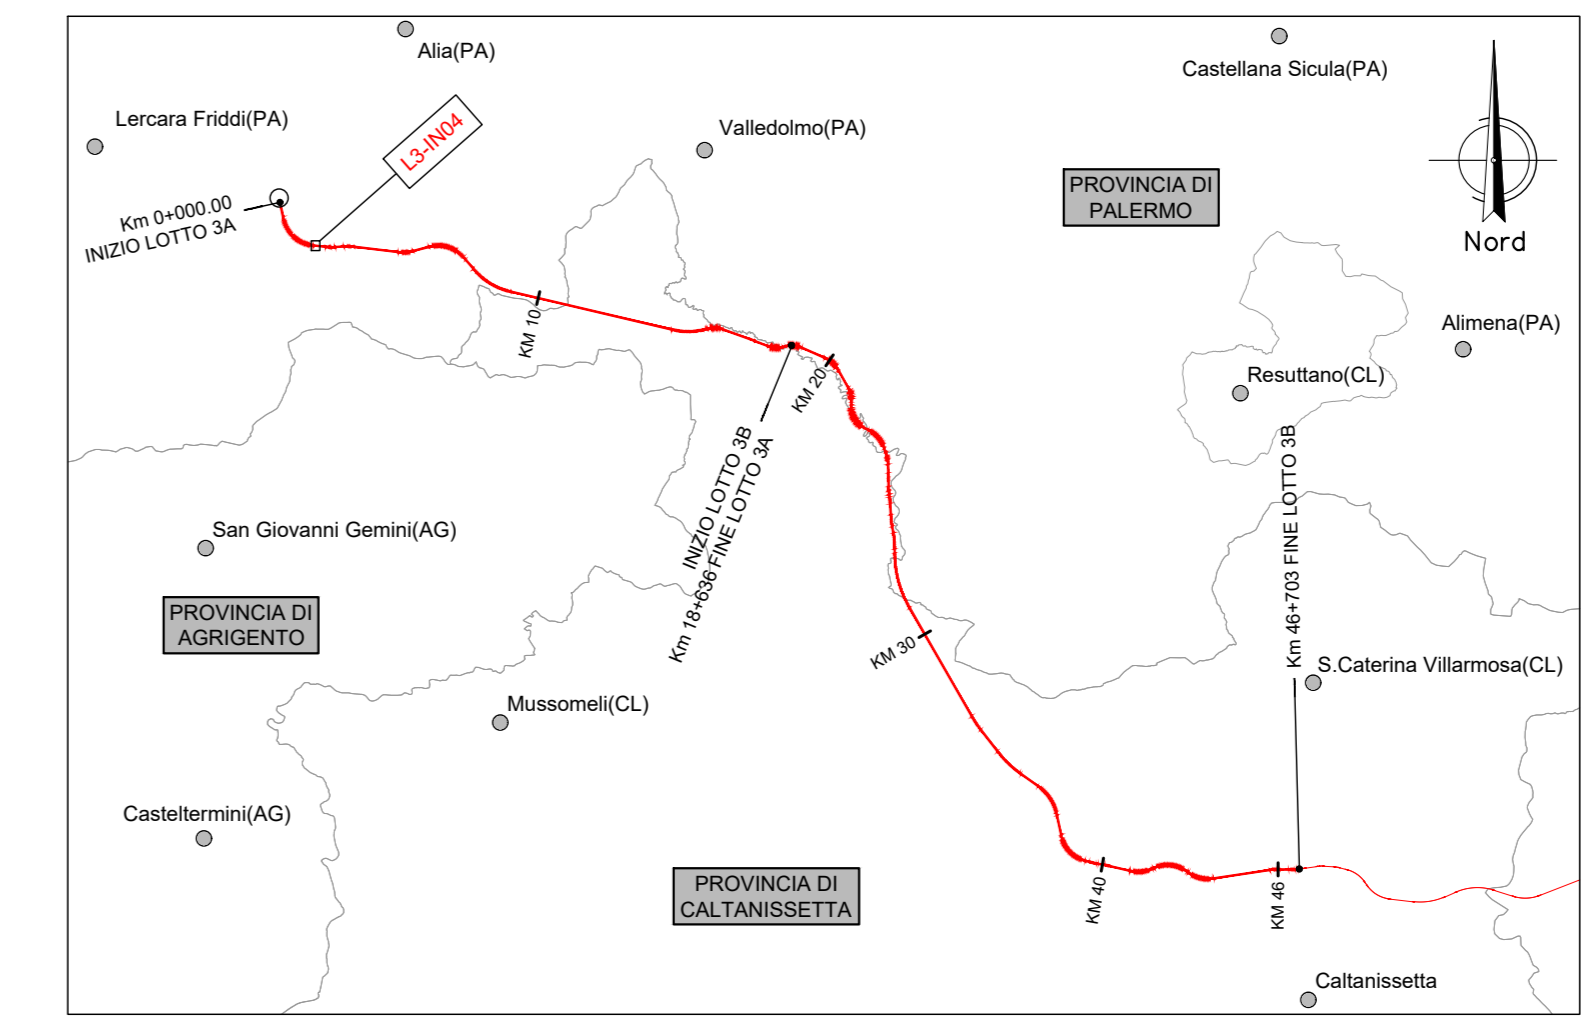 Alia(PA)
Castellana Sicula(PA)
Lercara Friddi(PA)
L3-IN04
Valledolmo(PA)
PROVINCIA DI
PALERMO
Km 0+000.00
INIZIO LOTTO 3A
Nord
KM 10
Alimena(PA)
KM 20
Resuttano(CL)
INIZIO LOTTO 3B
Km 18+636 FINE LOTTO 3A
Km 46+703 FINE LOTTO 3B
San Giovanni Gemini(AG)
PROVINCIA DI
AGRIGENTO
KM 30
S.Caterina Villarmosa(CL)
Mussomeli(CL)
Casteltermini(AG)
PROVINCIA DI
CALTANISSETTA
KM 40
KM 46
Caltanissetta